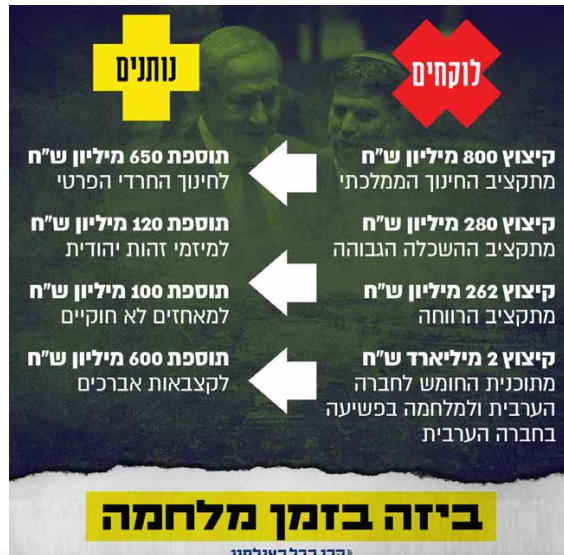 לוקחים
נותנים
קיצוץ 800 מיליון ש"ח
מתקציב החינוך הממלכתי
תוספת 650 מיליון ש"ח
לחינוך החרדי הפרטי
קיצוץ 280 מיליון ש"ח
מתקציב ההשכלה הגבוהה
תוספת 120 מיליון ש"ח
למיזמי זהות יהודית
קיצוץ 262 מיליון ש"ח
מתקציב הרווחה
תוספת 100 מיליון ש"ח
למאחזים לא חוקיים
קיצוץ 2 מיליארד ש"ח
מתוכנית החומש לחברה
הערבית ולמלחמה בפשיעה
בחברה הערבית
תוספת 600 מיליון ש"ח
לקצבאות אברכים
ביזה בזמן מלחמה